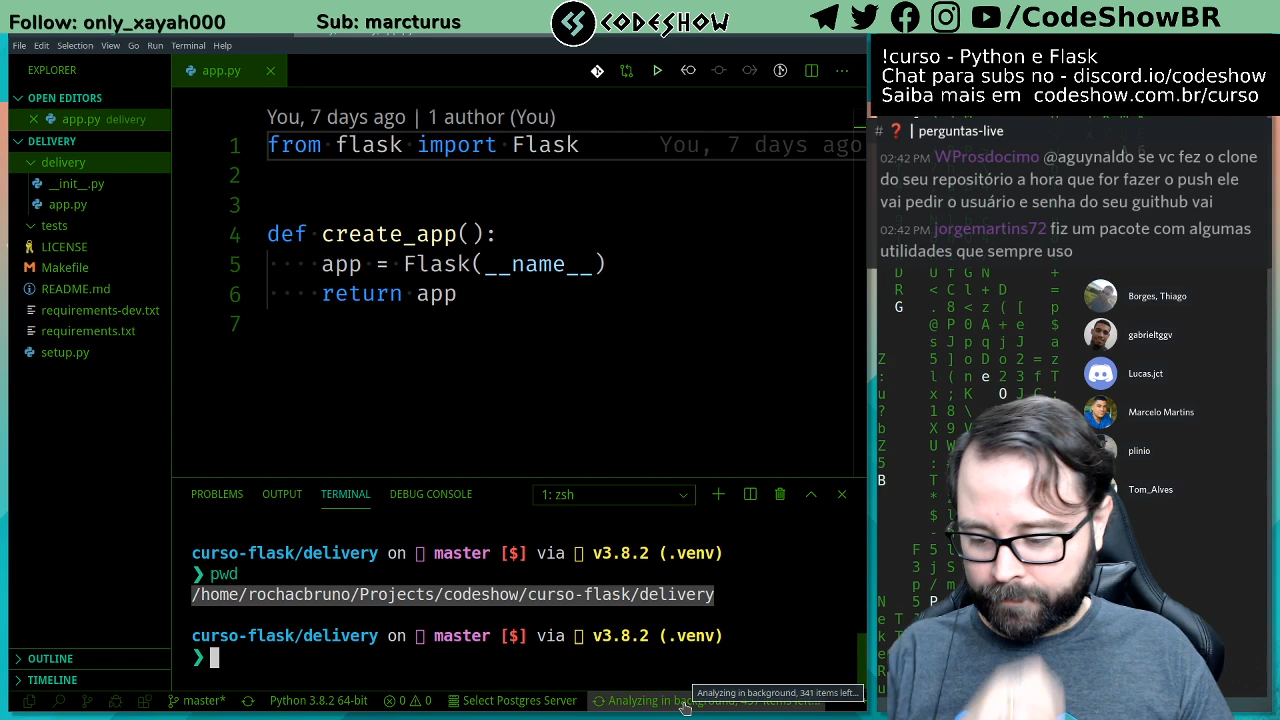 Follow: only_xayah000
Sub: marcturus
CODESHOW
/CodeShowBR
File Edit Selection View Go Run Terminal Help
EXPLORER
OPEN EDITORS
app.py delivery
DELIVERY
delivery
__init__.py
app.py
tests
LICENSE
Makefile
README.md
requirements-dev.txt
requirements.txt
setup.py
OUTLINE
TIMELINE
app.py
You, 7 days ago | 1 author (You)
1 from flask import Flask You, 7 days ago
2
3
4 def create_app():
5 ····app = Flask(__name__)
6 ····return app
7
PROBLEMS OUTPUT TERMINAL DEBUG CONSOLE 1: zsh
curso-flask/delivery on master [$] via v3.8.2 (.venv)
❯ pwd
/home/rochacbruno/Projects/codeshow/curso-flask/delivery
curso-flask/delivery on master [$] via v3.8.2 (.venv)
❯
Analyzing in background, 341 items left...
master* Python 3.8.2 64-bit 0 0 Select Postgres Server Analyzing in
!curso - Python e Flask
Chat para subs no - discord.io/codeshow
Saiba mais em codeshow.com.br/curso
# ❓ | perguntas-live
02:42 PM WProsdocimo @aguynaldo se vc fez o clone
do seu repositório a hora que for fazer o push ele
vai pedir o usuário e senha do seu guithub vai
02:42 PM jorgemartins72 fiz um pacote com algumas
utilidades que sempre uso
Borges, Thiago
gabrieltggv
Lucas.jct
Marcelo Martins
plinio
Tom_Alves